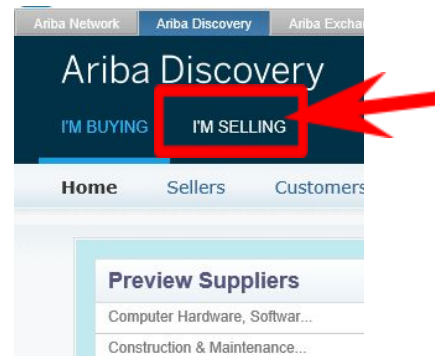 Ariba Network Ariba Discovery Ariba Excha
Ariba Discovery
I'M BUYING I'M SELLING
Home Sellers Customers
Preview Suppliers
Computer Hardware, Softwar...
Construction & Maintenance...